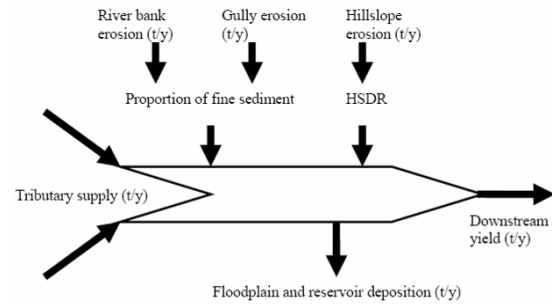 River bank
erosion (t/y)
Gully erosion
(t/y)
Hillslope
erosion (t/y)
Proportion of fine sediment
HSDR
Tributary supply (t/y)
Downstream
yield (t/y)
Floodplain and reservoir deposition (t/y)